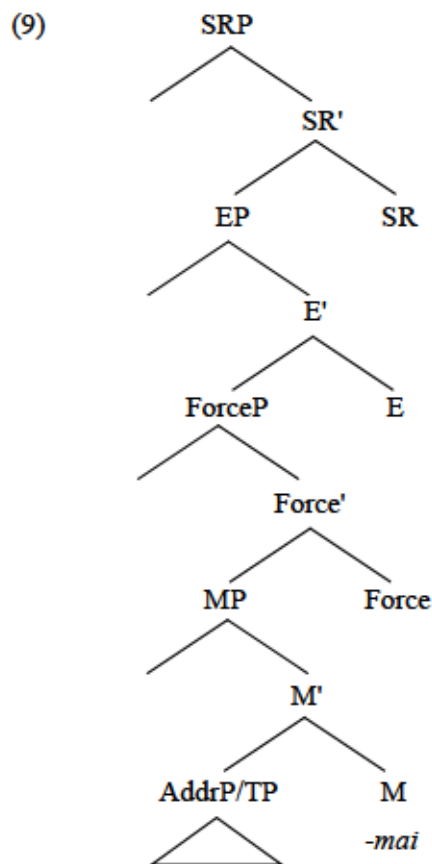 (9) SRP
SR'
EP SR
E'
ForceP E
Force'
MP Force
M'
AddrP/TP M
-mai